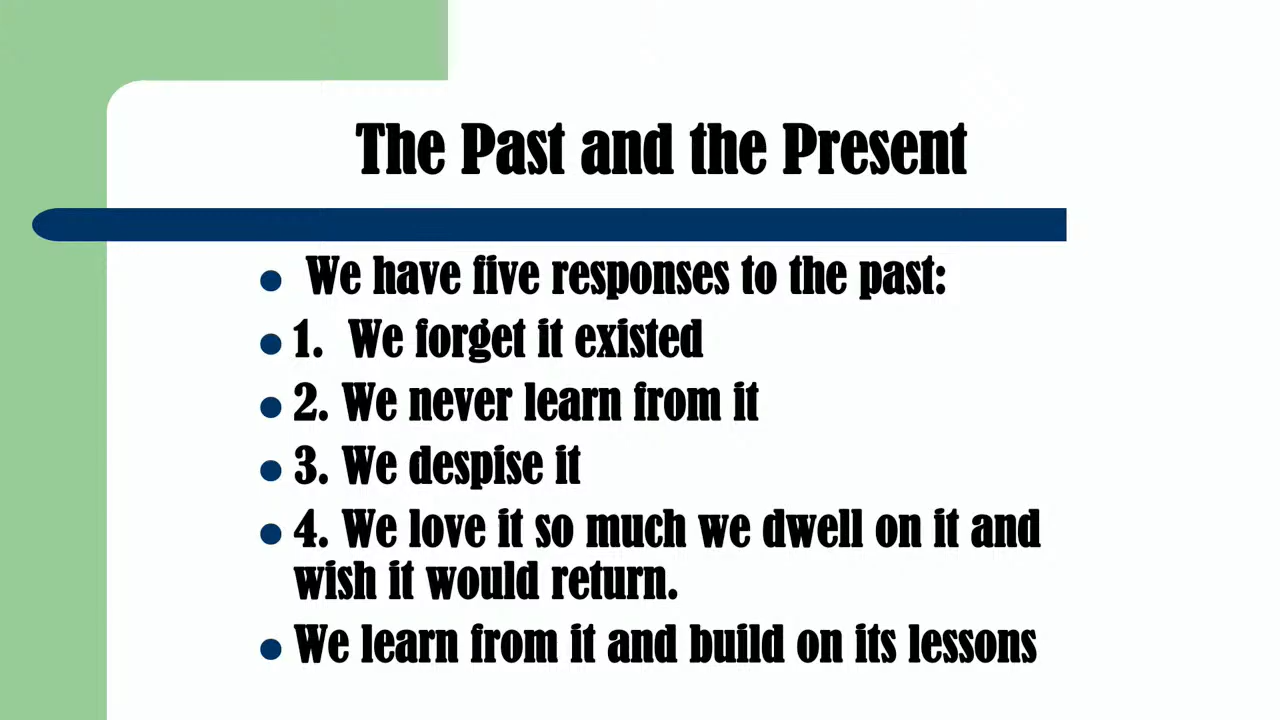 The Past and the Present
We have five responses to the past:
1. We forget it existed
2. We never learn from it
3. We despise it
4. We love it so much we dwell on it and
wish it would return.
We learn from it and build on its lessons